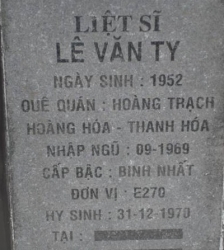 LIỆT SĨ
LÊ VĂN TY
NGÀY SINH : 1952
QUÊ QUÁN : HOÀNG TRẠCH
HOÀNG HÓA - THANH HÓA
NHẬP NGŨ : 09-1969
CẤP BẬC : BINH NHẤT
ĐƠN VỊ : E270
HY SINH : 31-12-1970
TẠI :